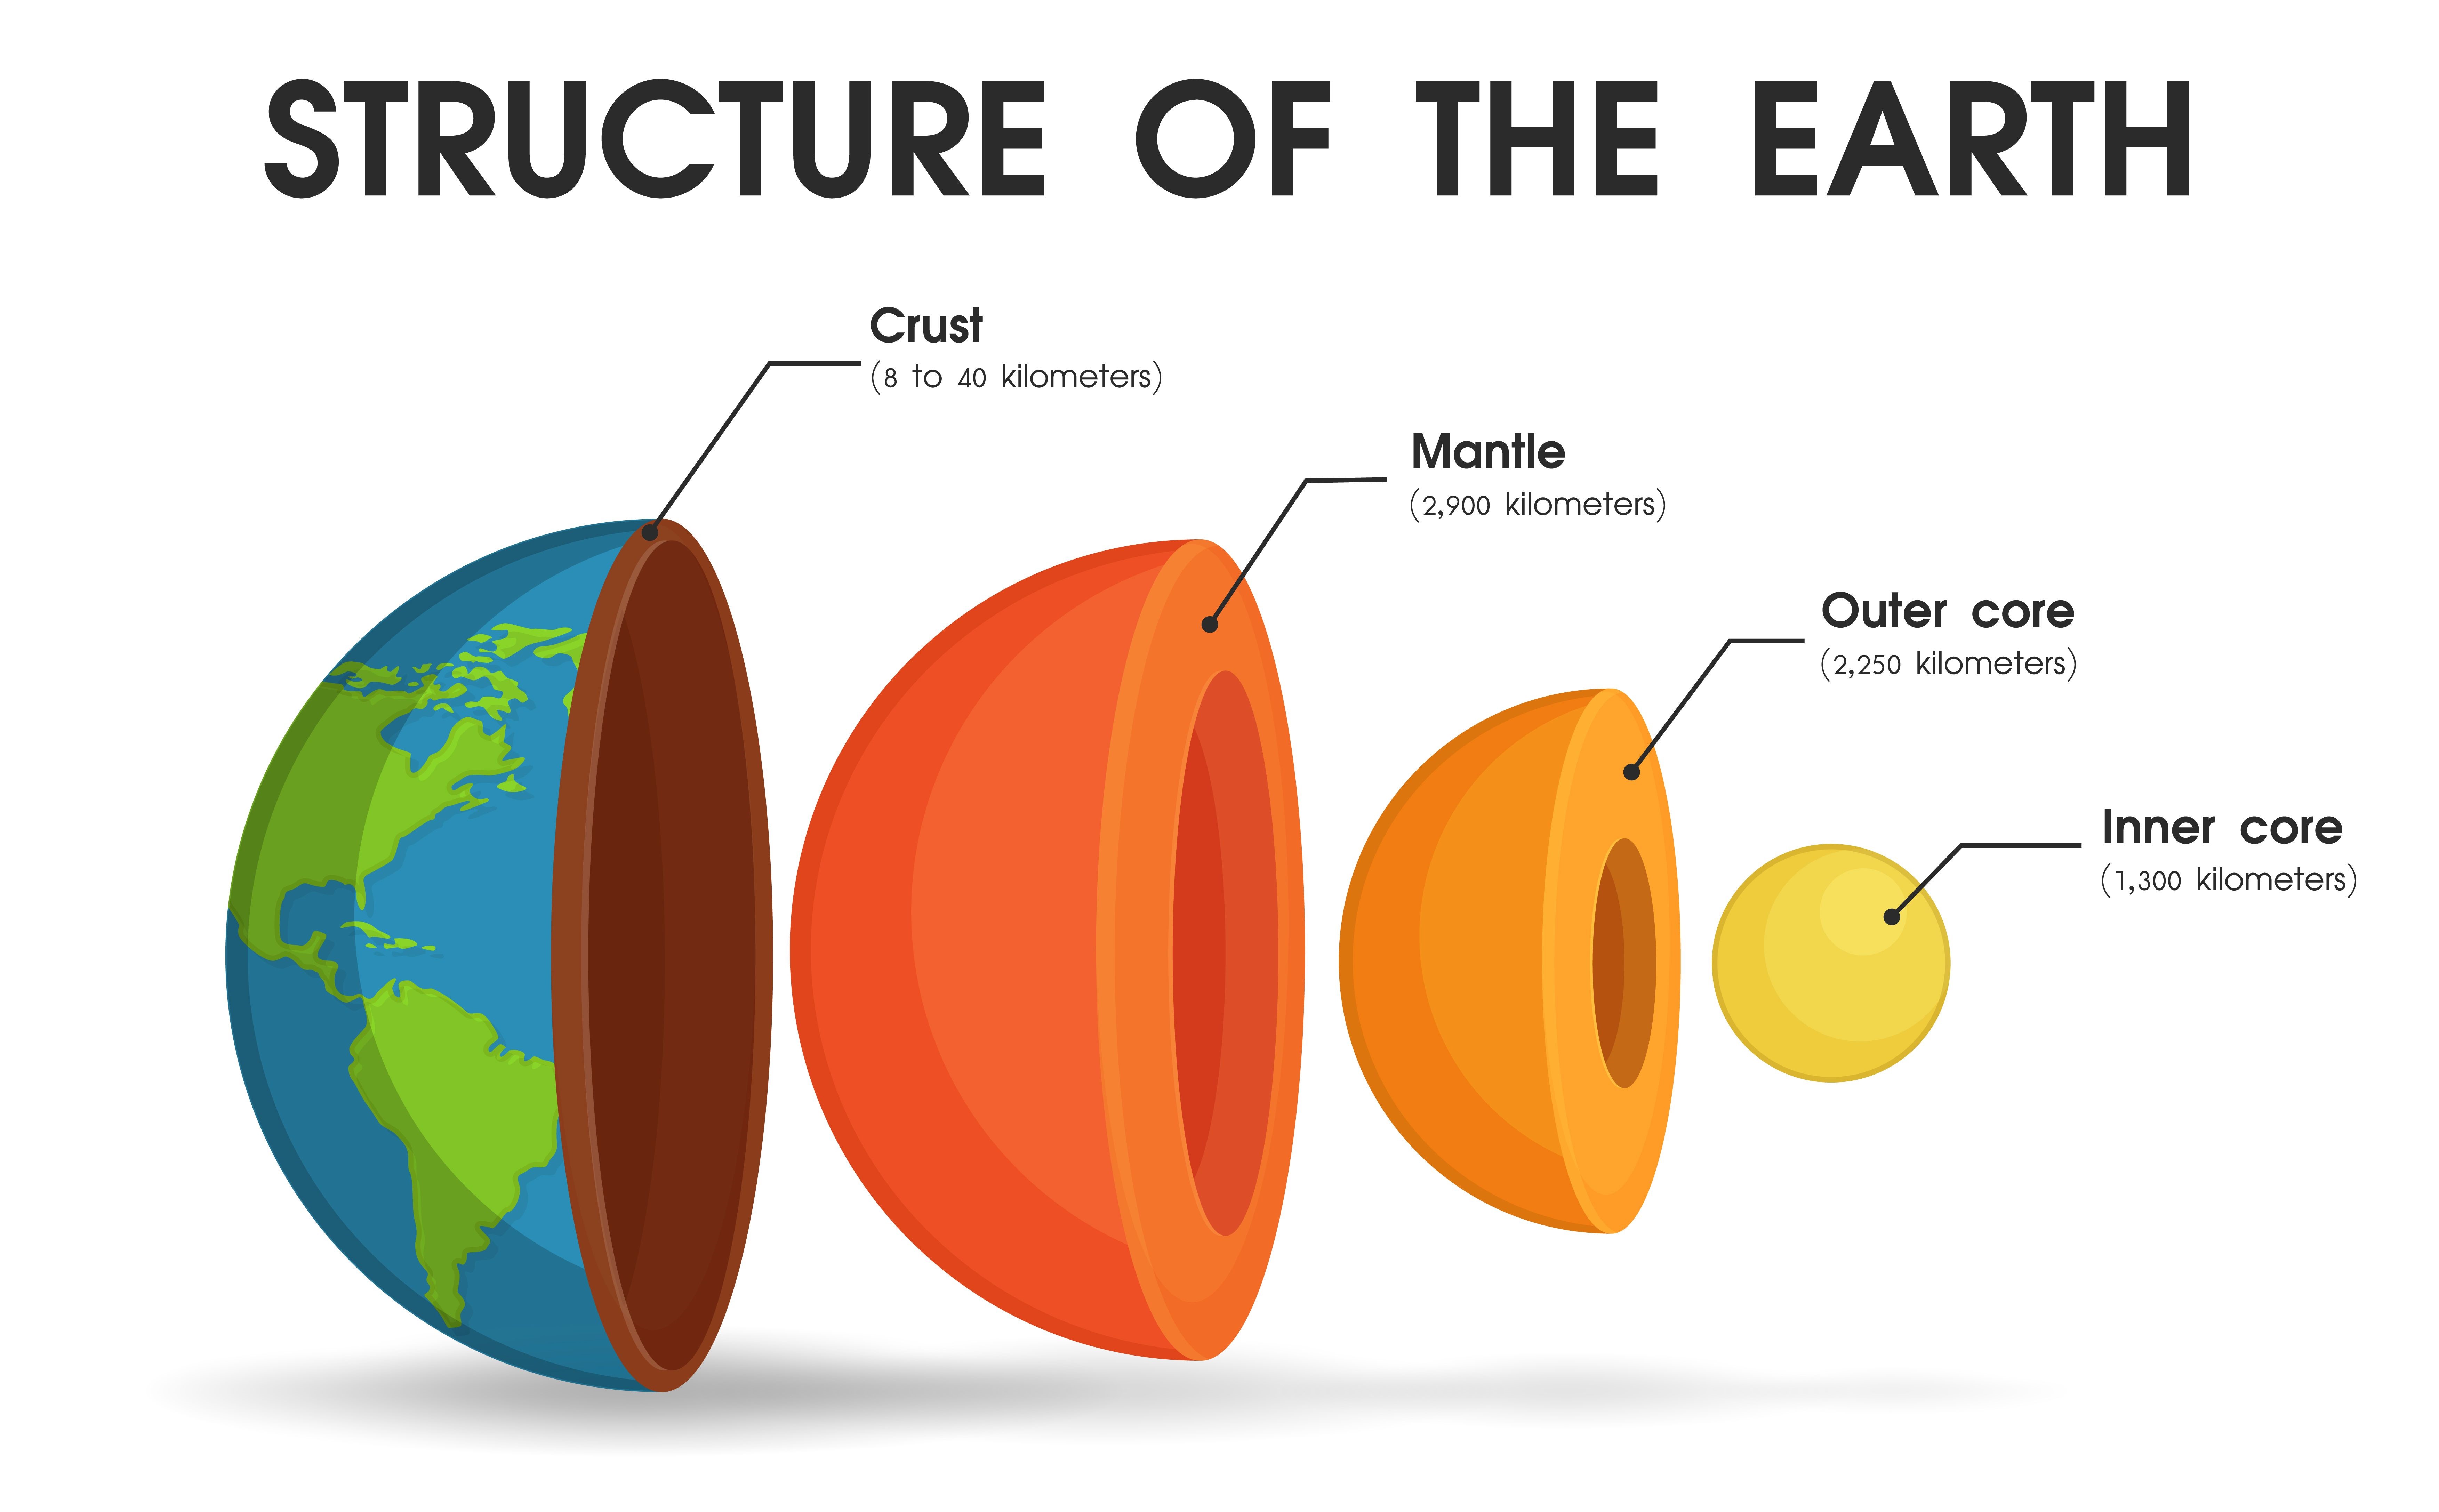 STRUCTURE OF THE EARTH
Crust
(8 to 40 kilometers)
Mantle
(2,900 kilometers)
Outer core
(2,250 kilometers)
Inner core
(1,300 kilometers)